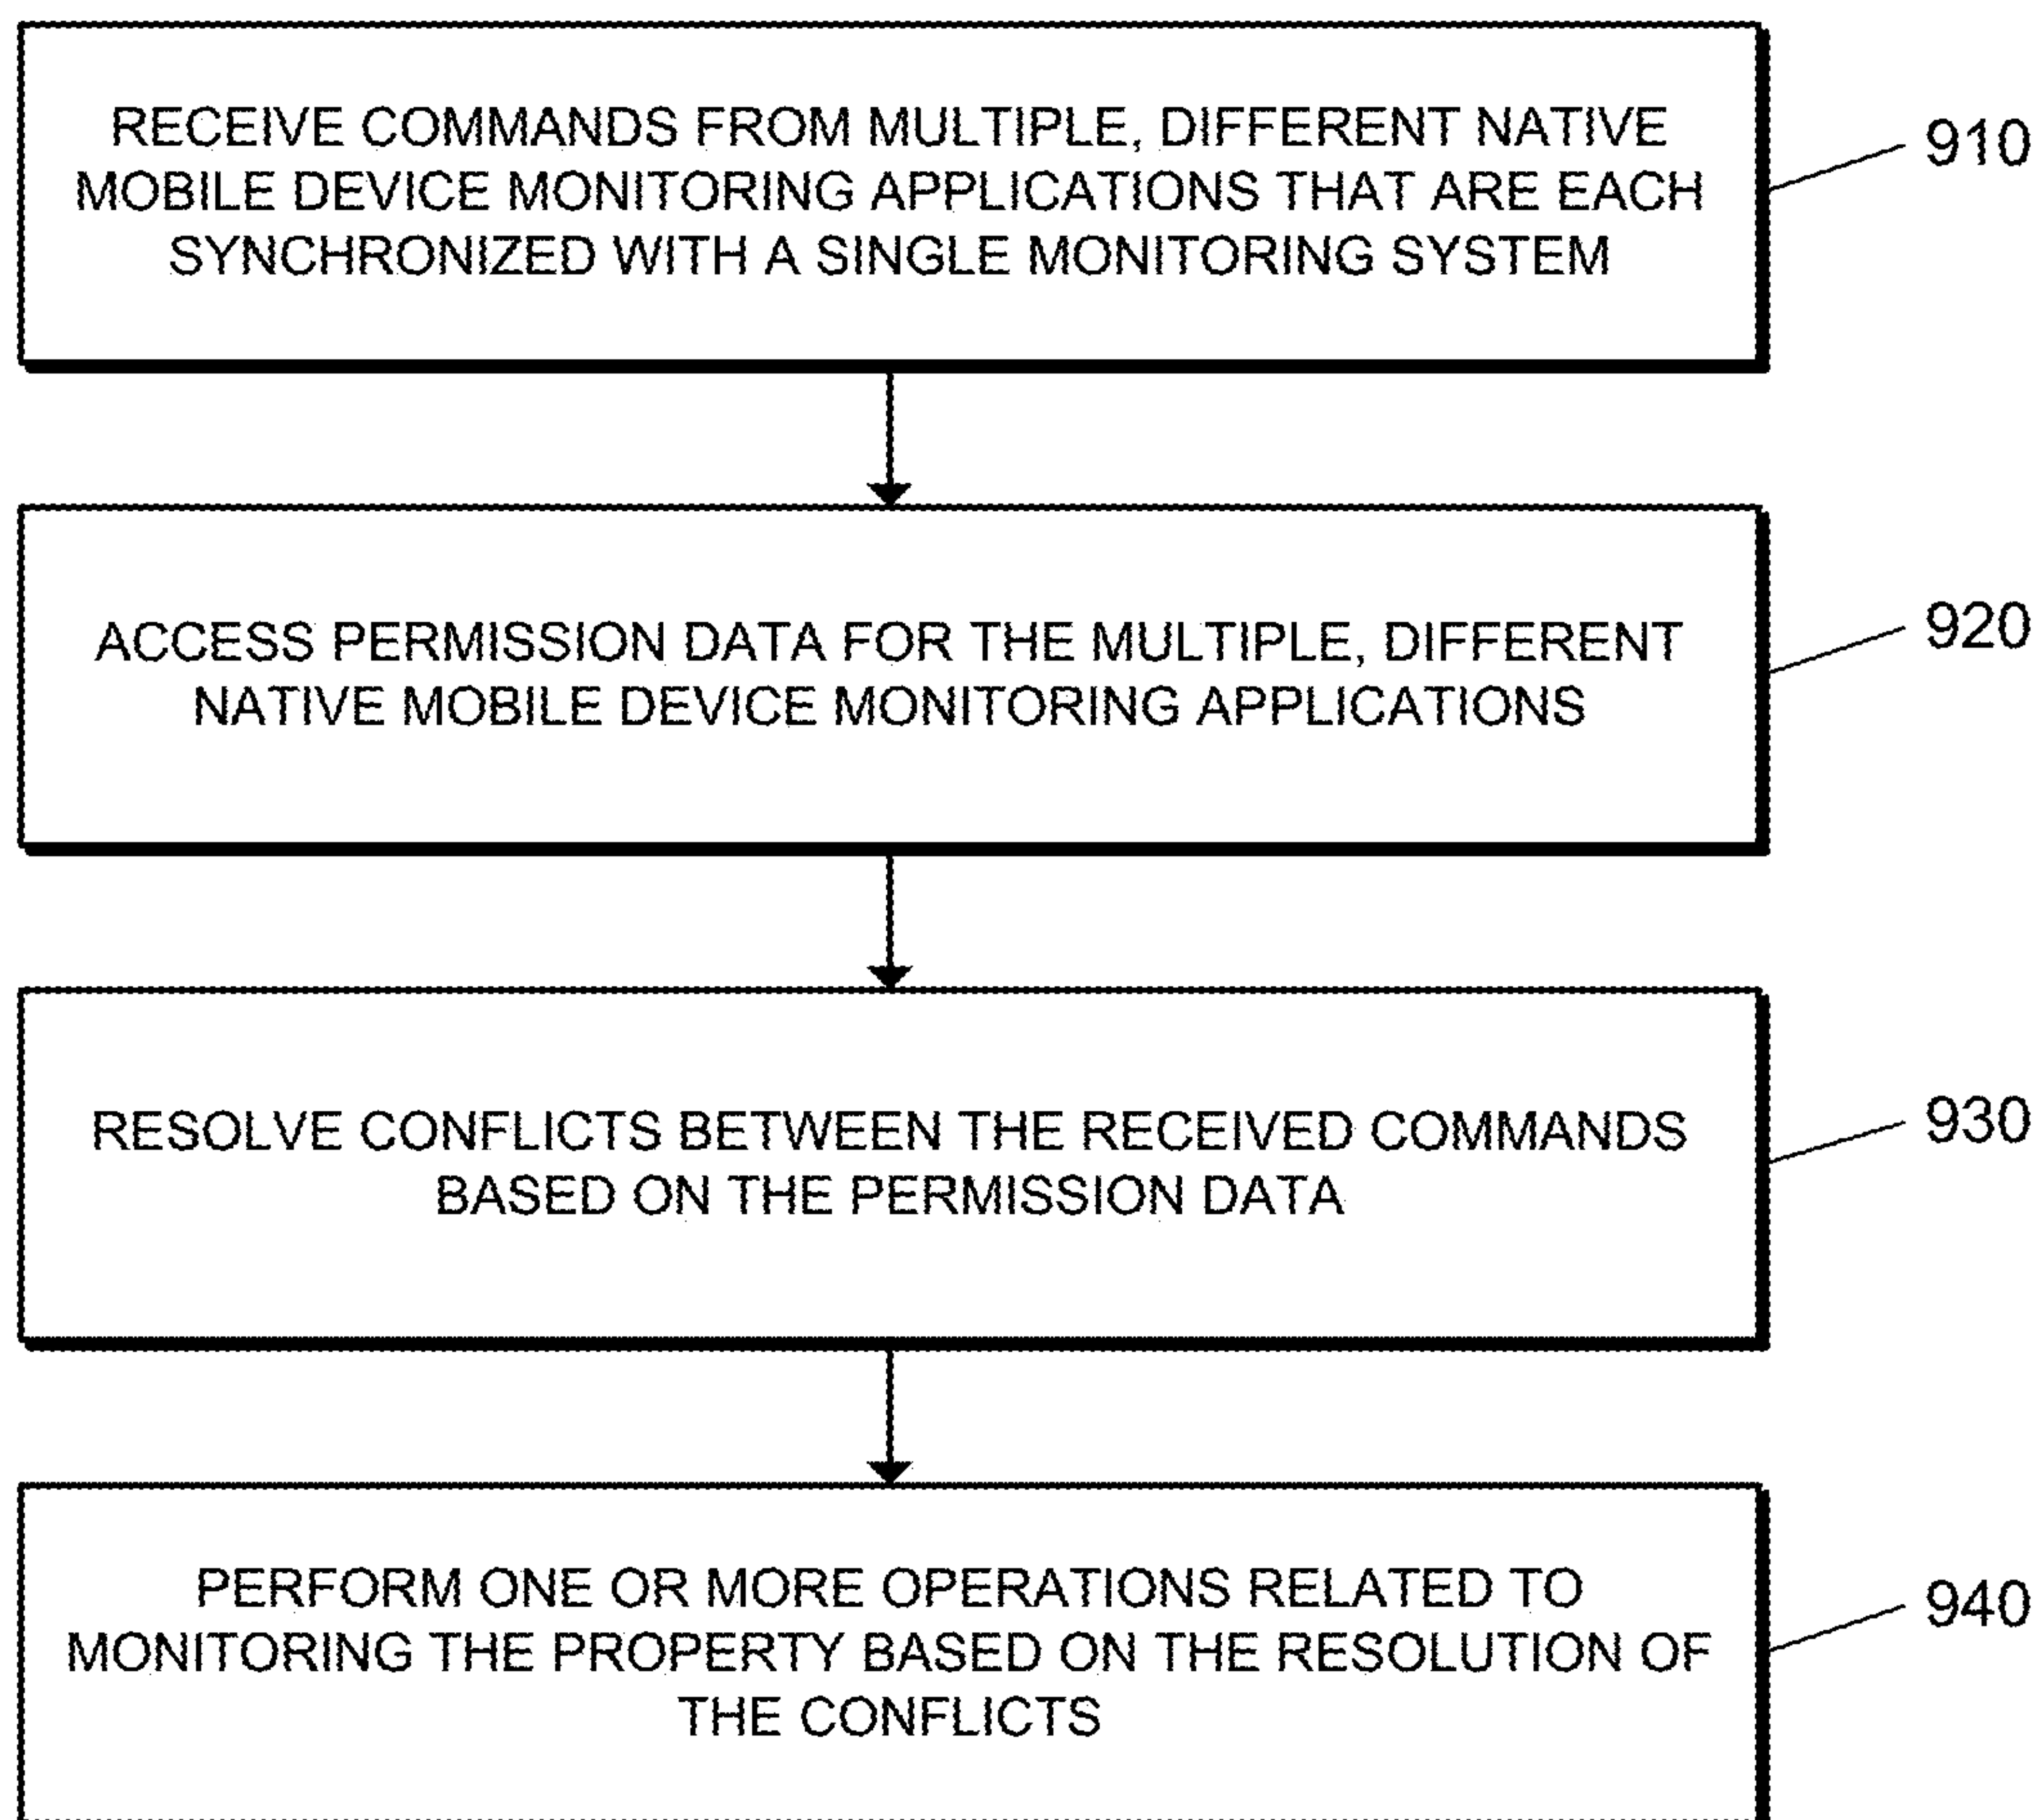 RECEIVE COMMANDS FROM MULTIPLE, DIFFERENT NATIVE
MOBILE DEVICE MONITORING APPLICATIONS THAT ARE EACH
SYNCHRONIZED WITH A SINGLE MONITORING SYSTEM
910
ACCESS PERMISSION DATA FOR THE MULTIPLE, DIFFERENT
NATIVE MOBILE DEVICE MONITORING APPLICATIONS
920
RESOLVE CONFLICTS BETWEEN THE RECEIVED COMMANDS
BASED ON THE PERMISSION DATA
930
PERFORM ONE OR MORE OPERATIONS RELATED TO
MONITORING THE PROPERTY BASED ON THE RESOLUTION OF
THE CONFLICTS
940